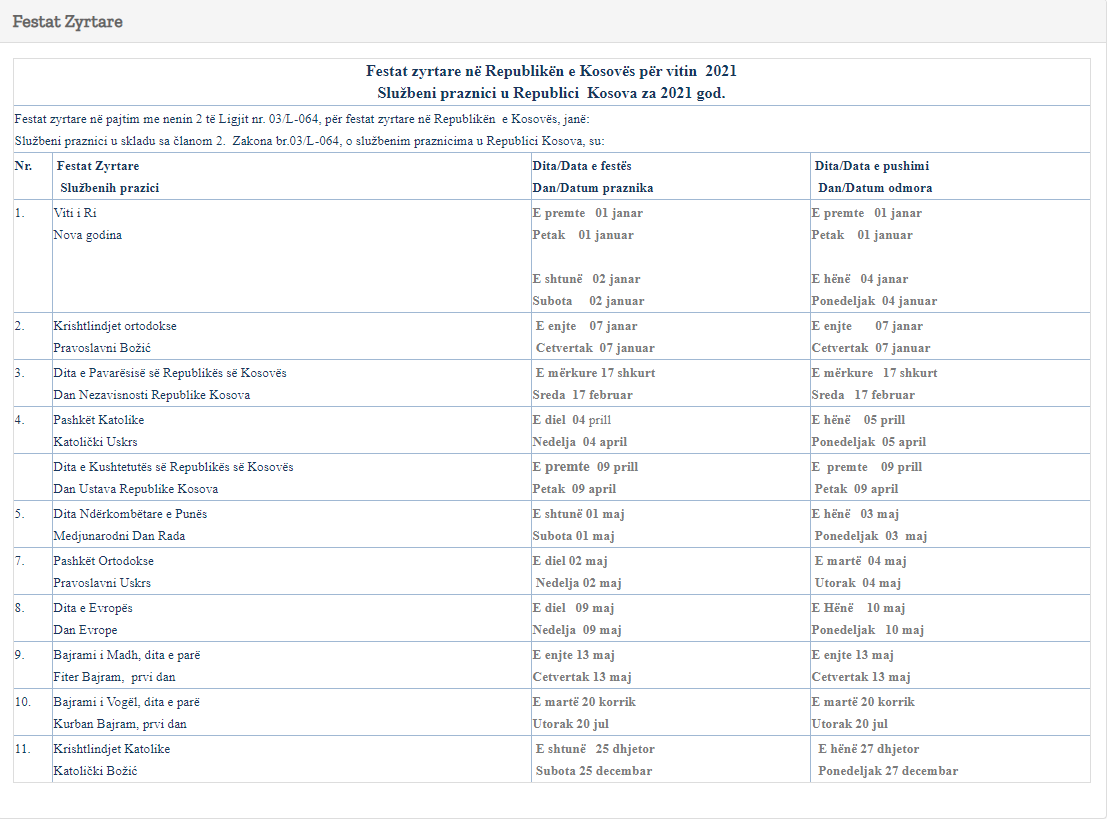 Festat Zyrtare
Festat zyrtare në Republikën e Kosovës për vitin 2021
Službeni praznici u Republici Kosova za 2021 god.
Festat zyrtare në pajtim me nenin 2 të Ligjit nr. 03/L-064, për festat zyrtare në Republikën e Kosovës, janë:
Službeni praznici u skladu sa članom 2. Zakona br.03/L-064, o službenim praznicima u Republici Kosova, su:
Nr. Festat Zyrtare Dita/Data e festës Dita/Data e pushimi
Službenih prazici Dan/Datum praznika Dan/Datum odmora
1. Viti i Ri E premte 01 janar E premte 01 janar
Nova godina Petak 01 januar Petak 01 januar
E shtunë 02 janar E hënë 04 janar
Subota 02 januar Ponedeljak 04 januar
2. Krishtlindjet ortodokse E enjte 07 janar E enjte 07 janar
Pravoslavni Božić Cetvertak 07 januar Cetvertak 07 januar
3. Dita e Pavarësisë së Republikës së Kosovës E mërkure 17 shkurt E mërkure 17 shkurt
Dan Nezavisnosti Republike Kosova Sreda 17 februar Sreda 17 februar
4. Pashkët Katolike E diel 04 prill E hënë 05 prill
Katolički Uskrs Nedelja 04 april Ponedeljak 05 april
Dita e Kushtetutës së Republikës së Kosovës E premte 09 prill E premte 09 prill
Dan Ustava Republike Kosova Petak 09 april Petak 09 april
5. Dita Ndërkombëtare e Punës E shtunë 01 maj E hënë 03 maj
Medjunarodni Dan Rada Subota 01 maj Ponedeljak 03 maj
7. Pashkët Ortodokse E diel 02 maj E martë 04 maj
Pravoslavni Uskrs Nedelja 02 maj Utorak 04 maj
8. Dita e Evropës E diel 09 maj E Hënë 10 maj
Dan Evrope Nedelja 09 maj Ponedeljak 10 maj
9. Bajrami i Madh, dita e parë E enjte 13 maj E enjte 13 maj
Fiter Bajram, prvi dan Cetvertak 13 maj Cetvertak 13 maj
10. Bajrami i Vogël, dita e parë E martë 20 korrik E martë 20 korrik
Kurban Bajram, prvi dan Utorak 20 jul Utorak 20 jul
11. Krishtlindjet Katolike E shtunë 25 dhjetor E hënë 27 dhjetor
Katolički Božić Subota 25 decembar Ponedeljak 27 decembar